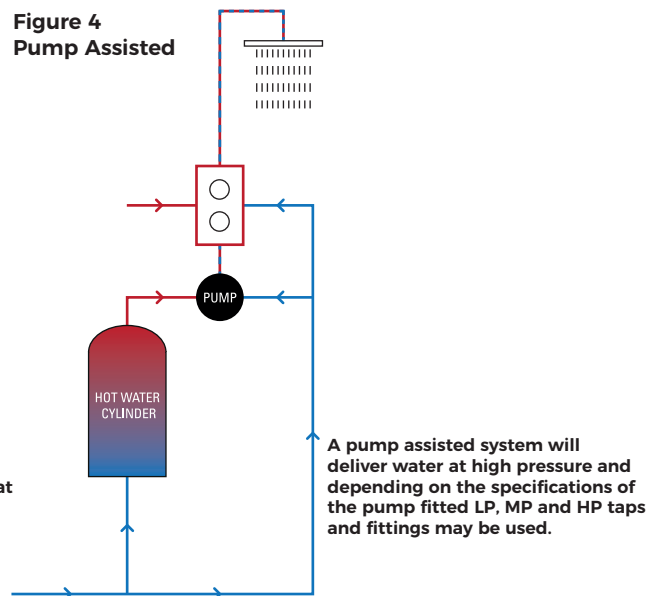 Figure 4
Pump Assisted
PUMP
HOT WATER
CYLINDER
at
A pump assisted system will
deliver water at high pressure and
depending on the specifications of
the pump fitted LP, MP and HP taps
and fittings may be used.